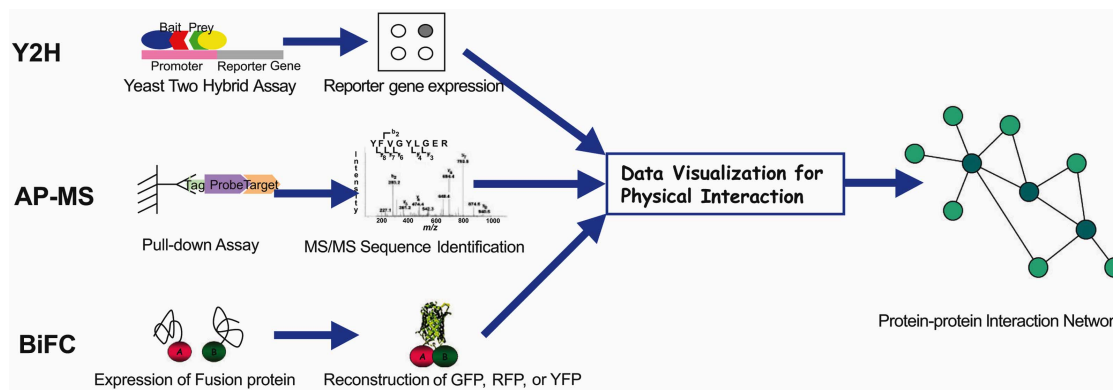 Y2H
Bait Prey
Promoter Reporter Gene
Yeast Two Hybrid Assay
Reporter gene expression
AP-MS
Tag Probe Target
Pull-down Assay
b2
Y F V G Y L G E R
Intensity
200 400 600 800 1000
m/z
MS/MS Sequence Identification
Data Visualization for
Physical Interaction
Protein-protein Interaction Network
BiFC
A B
Expression of Fusion protein
A B
Reconstruction of GFP, RFP, or YFP